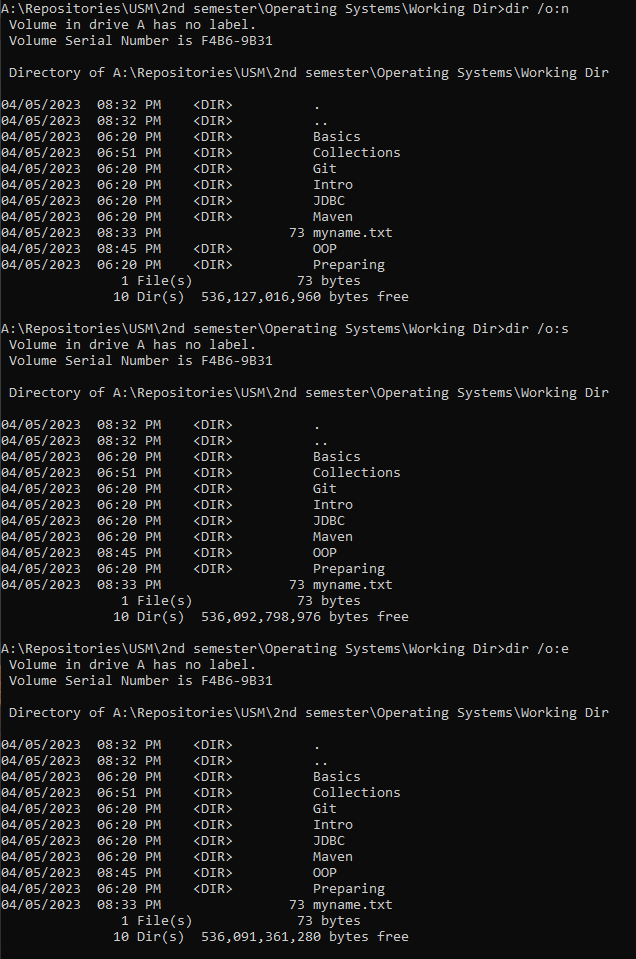 A:\Repositories\USM\2nd semester\Operating Systems\Working Dir>dir /o:n
 Volume in drive A has no label.
 Volume Serial Number is F4B6-9B31

 Directory of A:\Repositories\USM\2nd semester\Operating Systems\Working Dir

04/05/2023  08:32 PM    <DIR>          .
04/05/2023  08:32 PM    <DIR>          ..
04/05/2023  06:20 PM    <DIR>          Basics
04/05/2023  06:51 PM    <DIR>          Collections
04/05/2023  06:20 PM    <DIR>          Git
04/05/2023  06:20 PM    <DIR>          Intro
04/05/2023  06:20 PM    <DIR>          JDBC
04/05/2023  06:20 PM    <DIR>          Maven
04/05/2023  08:33 PM                73 myname.txt
04/05/2023  08:45 PM    <DIR>          OOP
04/05/2023  06:20 PM    <DIR>          Preparing
               1 File(s)             73 bytes
              10 Dir(s)  536,127,016,960 bytes free

A:\Repositories\USM\2nd semester\Operating Systems\Working Dir>dir /o:s
 Volume in drive A has no label.
 Volume Serial Number is F4B6-9B31

 Directory of A:\Repositories\USM\2nd semester\Operating Systems\Working Dir

04/05/2023  08:32 PM    <DIR>          .
04/05/2023  08:32 PM    <DIR>          ..
04/05/2023  06:20 PM    <DIR>          Basics
04/05/2023  06:51 PM    <DIR>          Collections
04/05/2023  06:20 PM    <DIR>          Git
04/05/2023  06:20 PM    <DIR>          Intro
04/05/2023  06:20 PM    <DIR>          JDBC
04/05/2023  06:20 PM    <DIR>          Maven
04/05/2023  08:45 PM    <DIR>          OOP
04/05/2023  06:20 PM    <DIR>          Preparing
04/05/2023  08:33 PM                73 myname.txt
               1 File(s)             73 bytes
              10 Dir(s)  536,092,798,976 bytes free

A:\Repositories\USM\2nd semester\Operating Systems\Working Dir>dir /o:e
 Volume in drive A has no label.
 Volume Serial Number is F4B6-9B31

 Directory of A:\Repositories\USM\2nd semester\Operating Systems\Working Dir

04/05/2023  08:32 PM    <DIR>          .
04/05/2023  08:32 PM    <DIR>          ..
04/05/2023  06:20 PM    <DIR>          Basics
04/05/2023  06:51 PM    <DIR>          Collections
04/05/2023  06:20 PM    <DIR>          Git
04/05/2023  06:20 PM    <DIR>          Intro
04/05/2023  06:20 PM    <DIR>          JDBC
04/05/2023  06:20 PM    <DIR>          Maven
04/05/2023  08:45 PM    <DIR>          OOP
04/05/2023  06:20 PM    <DIR>          Preparing
04/05/2023  08:33 PM                73 myname.txt
               1 File(s)             73 bytes
              10 Dir(s)  536,091,361,280 bytes free